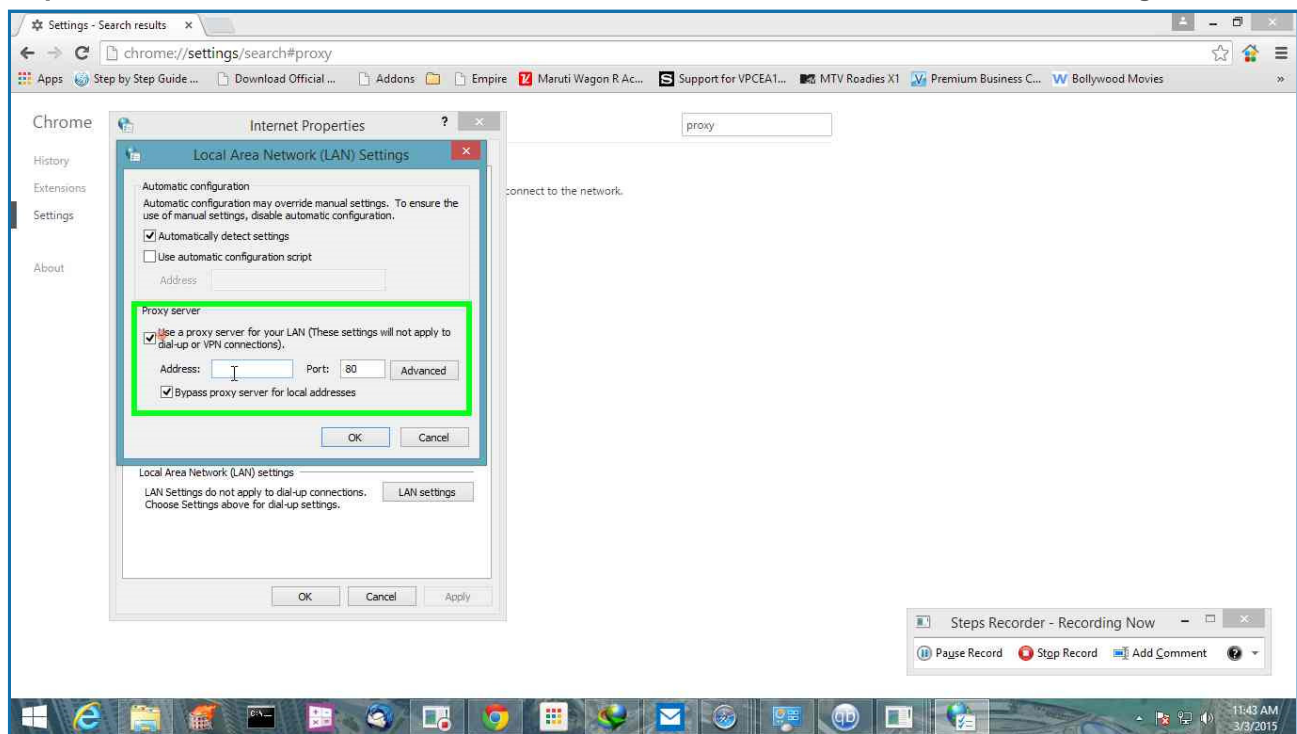 Settings - Search results
chrome://settings/search#proxy
Apps Step by Step Guide ... Download Official ... Addons Empire Maruti Wagon R Ac... Support for VPCEA1... MTV Roadies X1 Premium Business C... Bollywood Movies »
Chrome
History
Extensions
Settings
About
Internet Properties ?
proxy
Local Area Network (LAN) Settings
connect to the network.
Automatic configuration
Automatic configuration may override manual settings. To ensure the
use of manual settings, disable automatic configuration.
Automatically detect settings
Use automatic configuration script
Address
Proxy server
Use a proxy server for your LAN (These settings will not apply to
dial-up or VPN connections).
Address: Port: 80 Advanced
Bypass proxy server for local addresses
OK Cancel
Local Area Network (LAN) settings
LAN Settings do not apply to dial-up connections. LAN settings
Choose Settings above for dial-up settings.
OK Cancel Apply
Steps Recorder - Recording Now
Pause Record Stop Record Add Comment
11:43 AM
3/3/2015